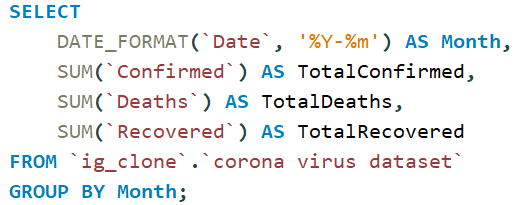 SELECT
    DATE_FORMAT(`Date`, '%Y-%m') AS Month,
    SUM(`Confirmed`) AS TotalConfirmed,
    SUM(`Deaths`) AS TotalDeaths,
    SUM(`Recovered`) AS TotalRecovered
FROM `ig_clone`.`corona virus dataset`
GROUP BY Month;